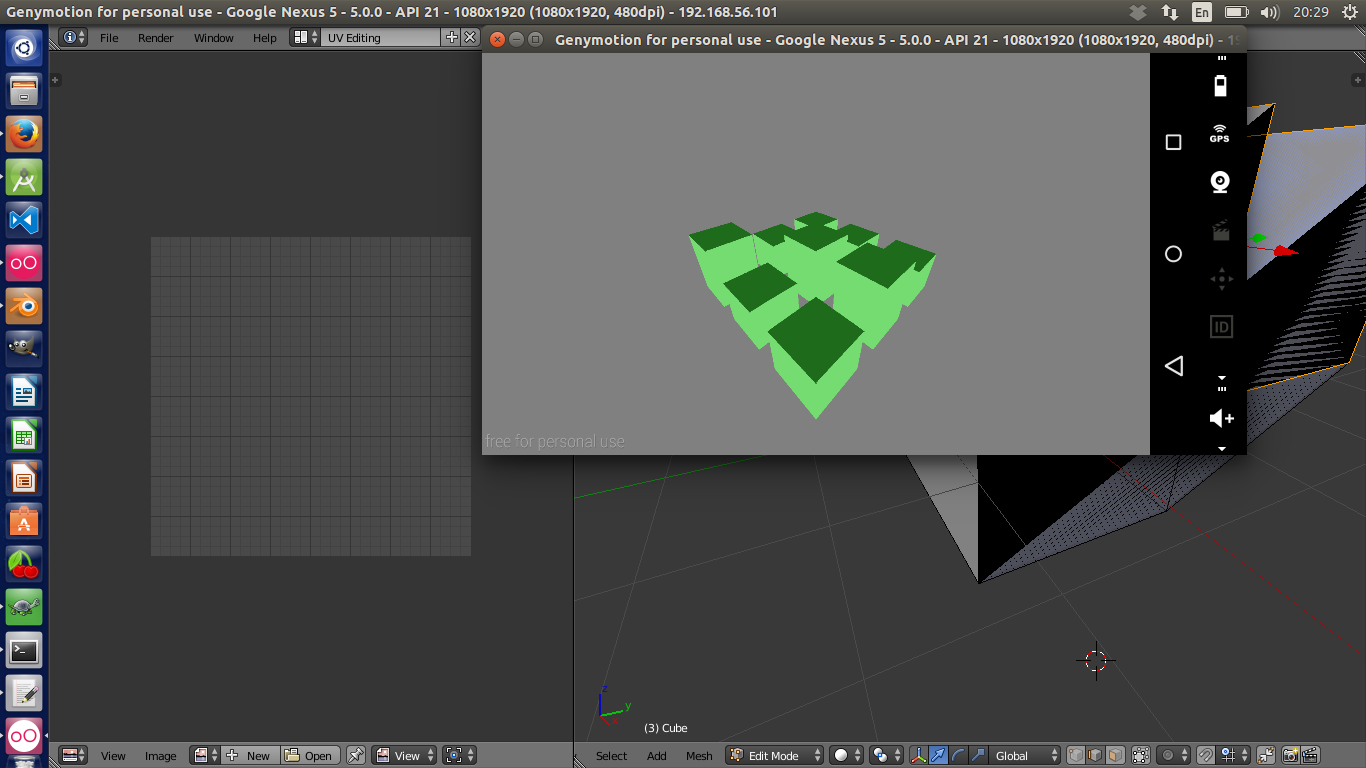 Genymotion for personal use - Google Nexus 5 - 5.0.0 - API 21 - 1080x1920 (1080x1920, 480dpi) - 192.168.56.101
En
20:29
File Render Window Help UV Editing
Genymotion for personal use - Google Nexus 5 - 5.0.0 - API 21 - 1080x1920 (1080x1920, 480dpi) -
GPS
ID
free for personal use
z
y
(3) Cube
View Image New Open View
Select Add Mesh Edit Mode Global